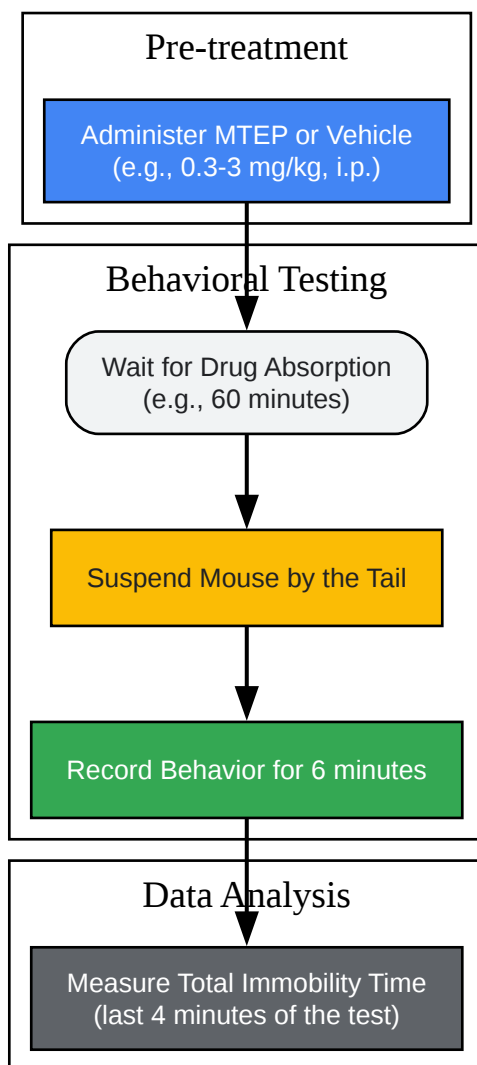 Pre-treatment
Administer MTEP or Vehicle
(e.g., 0.3-3 mg/kg, i.p.)
Behavioral Testing
Wait for Drug Absorption
(e.g., 60 minutes)
Suspend Mouse by the Tail
Record Behavior for 6 minutes
Data Analysis
Measure Total Immobility Time
(last 4 minutes of the test)